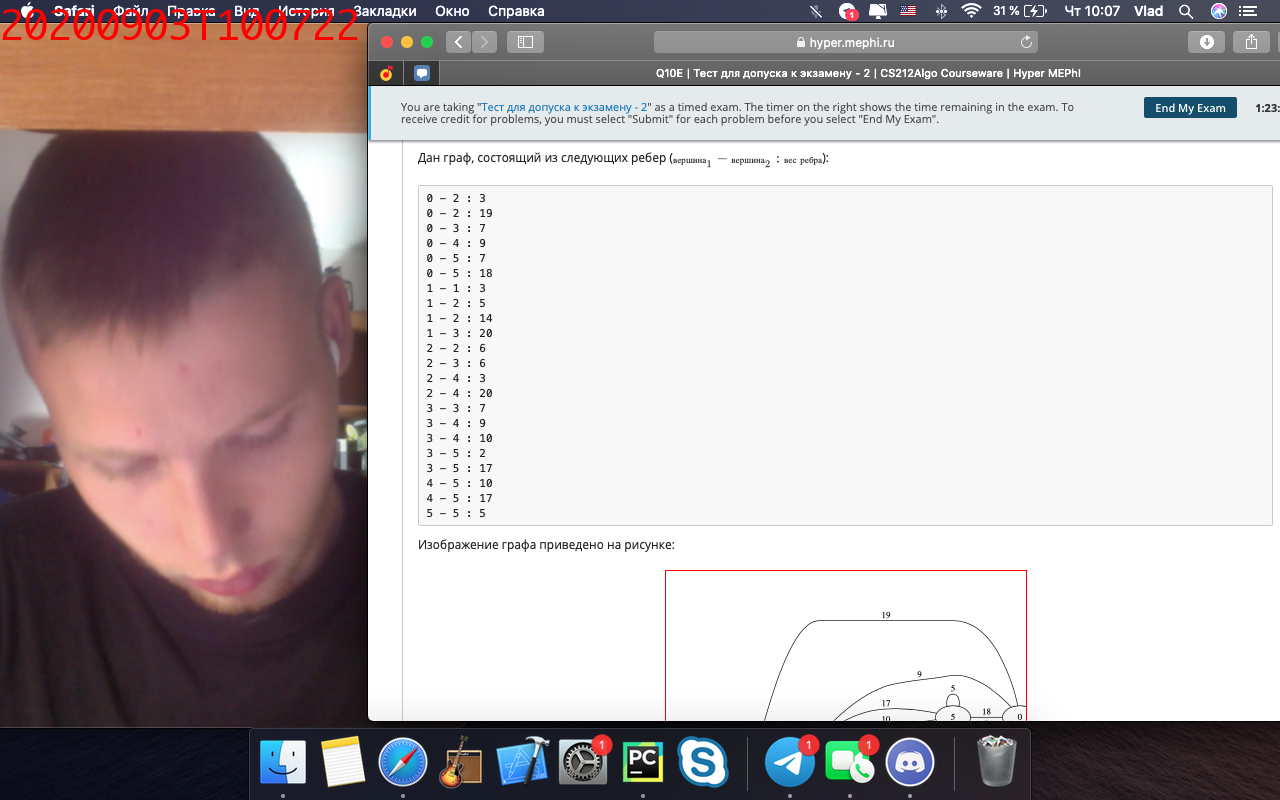 20200903T100722
Safari Файл Правка Вид История Закладки Окно Справка
1 31 % Чт 10:07 Vlad
hyper.mephi.ru
Q10E | Тест для допуска к экзамену - 2 | CS212Algo Courseware | Hyper MEPhI
You are taking "Тест для допуска к экзамену - 2" as a timed exam. The timer on the right shows the time remaining in the exam. To
receive credit for problems, you must select "Submit" for each problem before you select "End My Exam".
End My Exam
1:23:
Дан граф, состоящий из следующих ребер (вершина1 — вершина2 : вес ребра):
0 – 2 : 3
0 – 2 : 19
0 – 3 : 7
0 – 4 : 9
0 – 5 : 7
0 – 5 : 18
1 – 1 : 3
1 – 2 : 5
1 – 2 : 14
1 – 3 : 20
2 – 2 : 6
2 – 3 : 6
2 – 4 : 3
2 – 4 : 20
3 – 3 : 7
3 – 4 : 9
3 – 4 : 10
3 – 5 : 2
3 – 5 : 17
4 – 5 : 10
4 – 5 : 17
5 – 5 : 5
Изображение графа приведено на рисунке:
19
9
5
17
18
10
5
0
1
PC
1
1